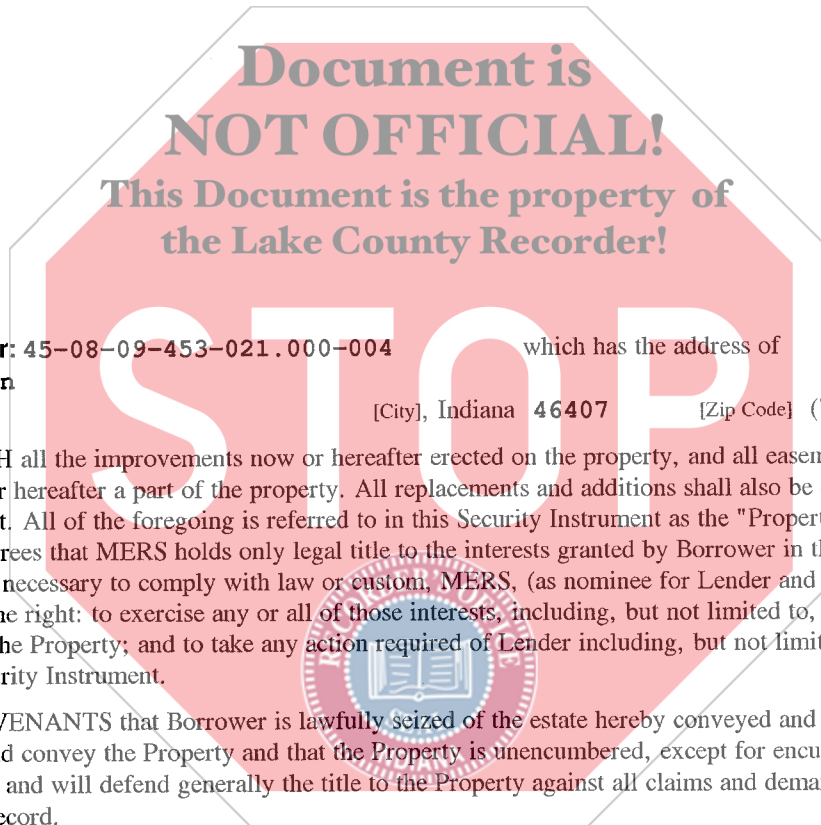 Document is
NOT OFFICIAL!
This Document is the property of
the Lake County Recorder!
STOP
r: 45-08-09-453-021.000-004 which has the address of
n
[City], Indiana 46407 [Zip Code] (
H all the improvements now or hereafter erected on the property, and all easem
r hereafter a part of the property. All replacements and additions shall also be
t. All of the foregoing is referred to in this Security Instrument as the "Propert
rees that MERS holds only legal title to the interests granted by Borrower in th
necessary to comply with law or custom, MERS, (as nominee for Lender and
ne right: to exercise any or all of those interests, including, but not limited to,
he Property; and to take any action required of Lender including, but not limit
rity Instrument.
VENANTS that Borrower is lawfully seized of the estate hereby conveyed and
d convey the Property and that the Property is unencumbered, except for encu
and will defend generally the title to the Property against all claims and dema
ecord.
RECORDER'S OFFICE
INDIANA